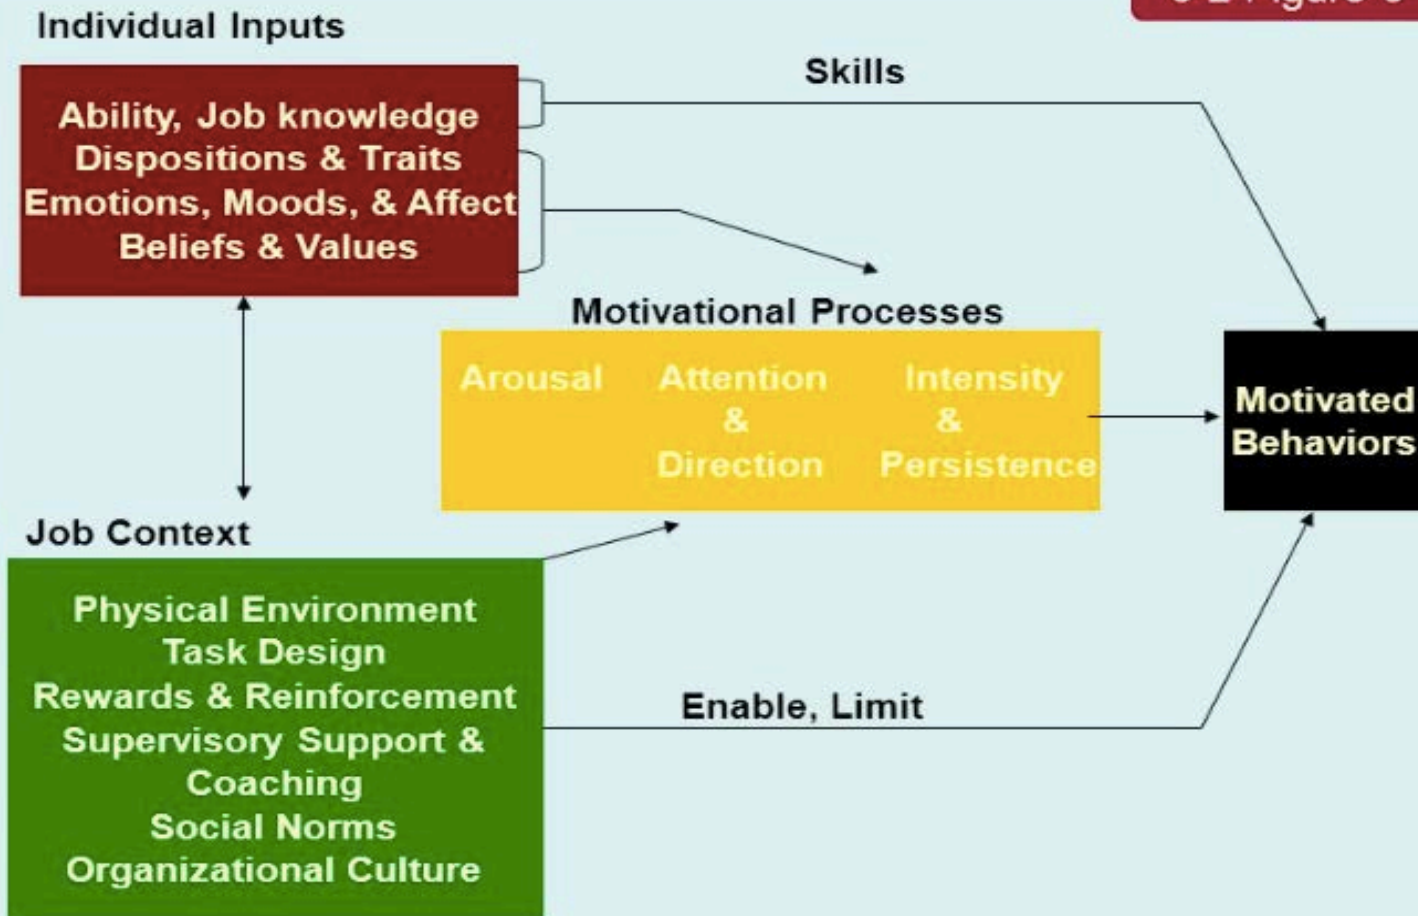 Individual Inputs
Skills
Ability, Job knowledge
Dispositions & Traits
Emotions, Moods, & Affect
Beliefs & Values
Motivational Processes
Arousal
Attention
&
Direction
Intensity
&
Persistence
Motivated
Behaviors
Job Context
Physical Environment
Task Design
Rewards & Reinforcement
Supervisory Support &
Coaching
Social Norms
Organizational Culture
Enable, Limit